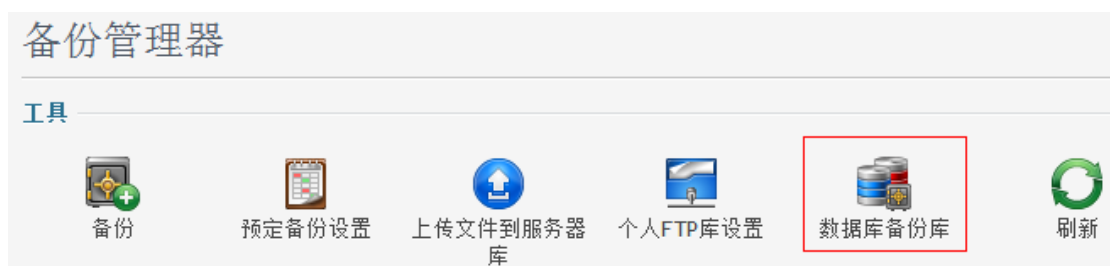 备份管理器
工具
备份
预定备份设置
上传文件到服务器
库
个人FTP库设置
数据库备份库
刷新